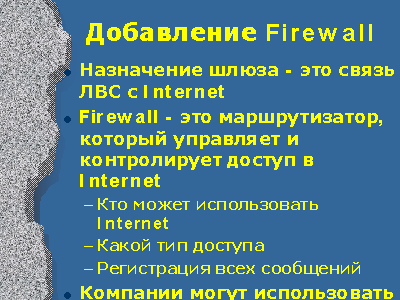 Добавление Firewall
Назначение шлюза - это связь
ЛВС с Internet
Firewall - это маршрутизатор,
который управляет и
контролирует доступ в
Internet
– Кто может использовать
Internet
– Какой тип доступа
– Регистрация всех сообщений
Компании могут использовать